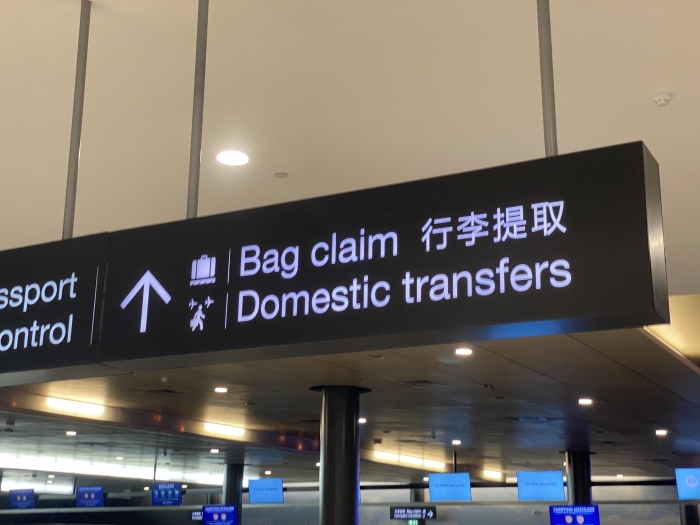 ssport
ontrol
Bag claim 行李提取
Domestic transfers